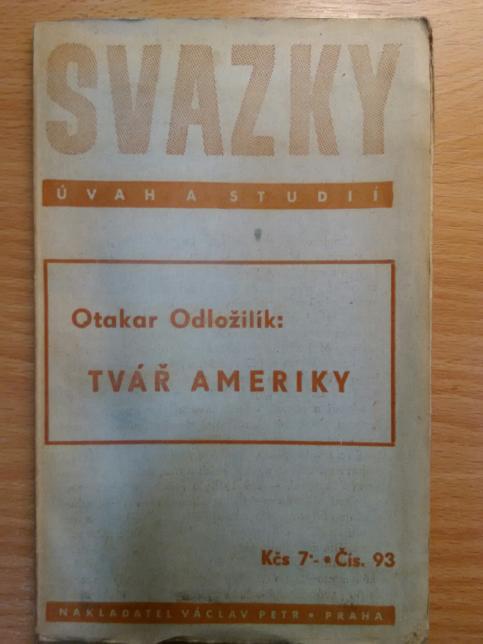 SVAZKY
ÚVAH A STUDIÍ
Otakar Odložilík:
TVÁŘ AMERIKY
Kčs 7·- • Čís. 93
NAKLADATEL VÁCLAV PETR • PRAHA